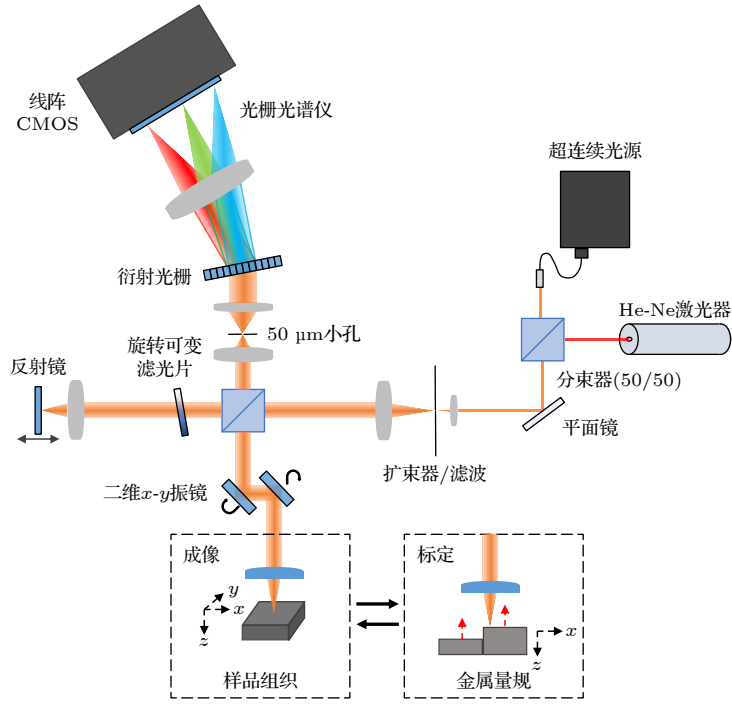 线阵
CMOS
光栅光谱仪
超连续光源
衍射光栅
He-Ne激光器
50 μm小孔
旋转可变
滤光片
反射镜
分束器(50/50)
平面镜
扩束器/滤波
二维x-y振镜
成像
标定
y
x
z
x
z
样品组织
金属量规